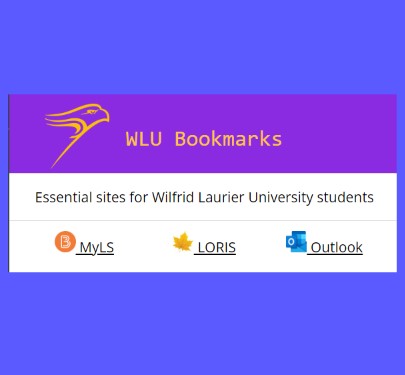 WLU Bookmarks
Essential sites for Wilfrid Laurier University students
MyLS LORIS Outlook